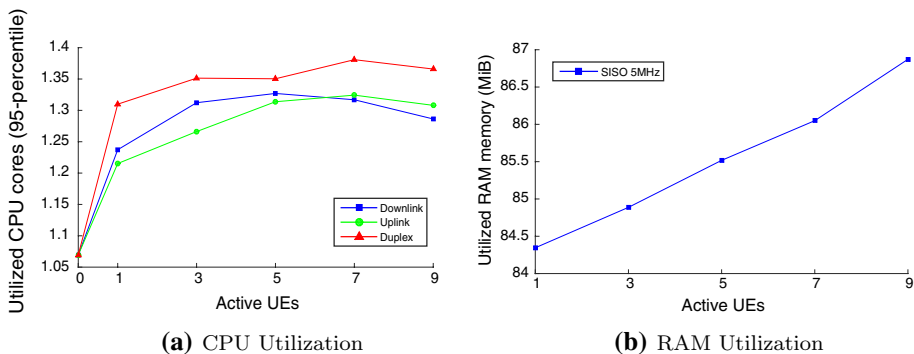 Utilized CPU cores (95-percentile)
1.4
1.35
1.3
1.25
1.2
1.15
1.1
1.05
0 1 3 5 7 9
Active UEs
Downlink
Uplink
Duplex
(a) CPU Utilization
Utilized RAM memory (MiB)
87
86.5
86
85.5
85
84.5
84
1 3 5 7 9
Active UEs
SISO 5MHz
(b) RAM Utilization